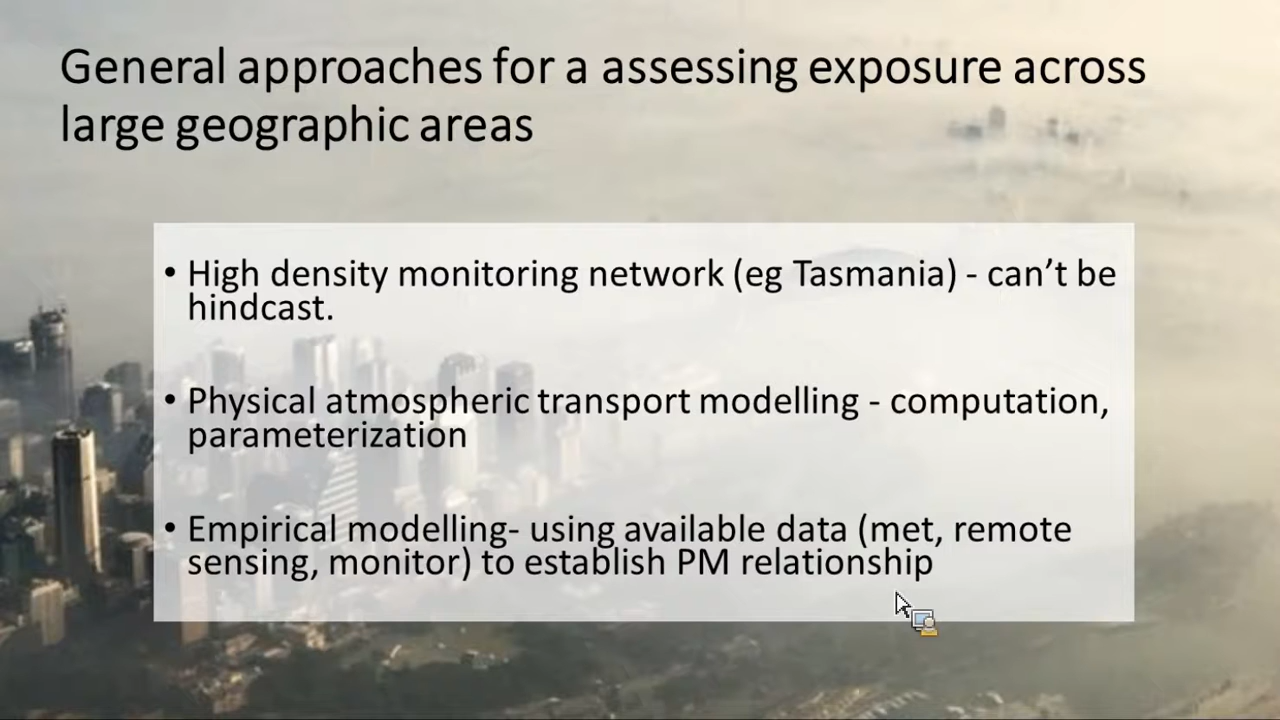 General approaches for a assessing exposure across
large geographic areas
• High density monitoring network (eg Tasmania) - can’t be
hindcast.
• Physical atmospheric transport modelling - computation,
parameterization
• Empirical modelling- using available data (met, remote
sensing, monitor) to establish PM relationship